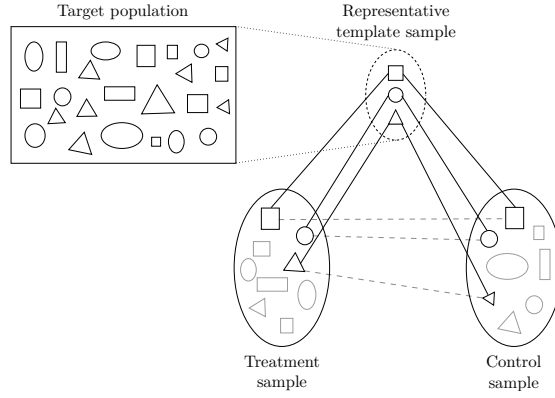 Target population
Representative
template sample
Treatment
sample
Control
sample